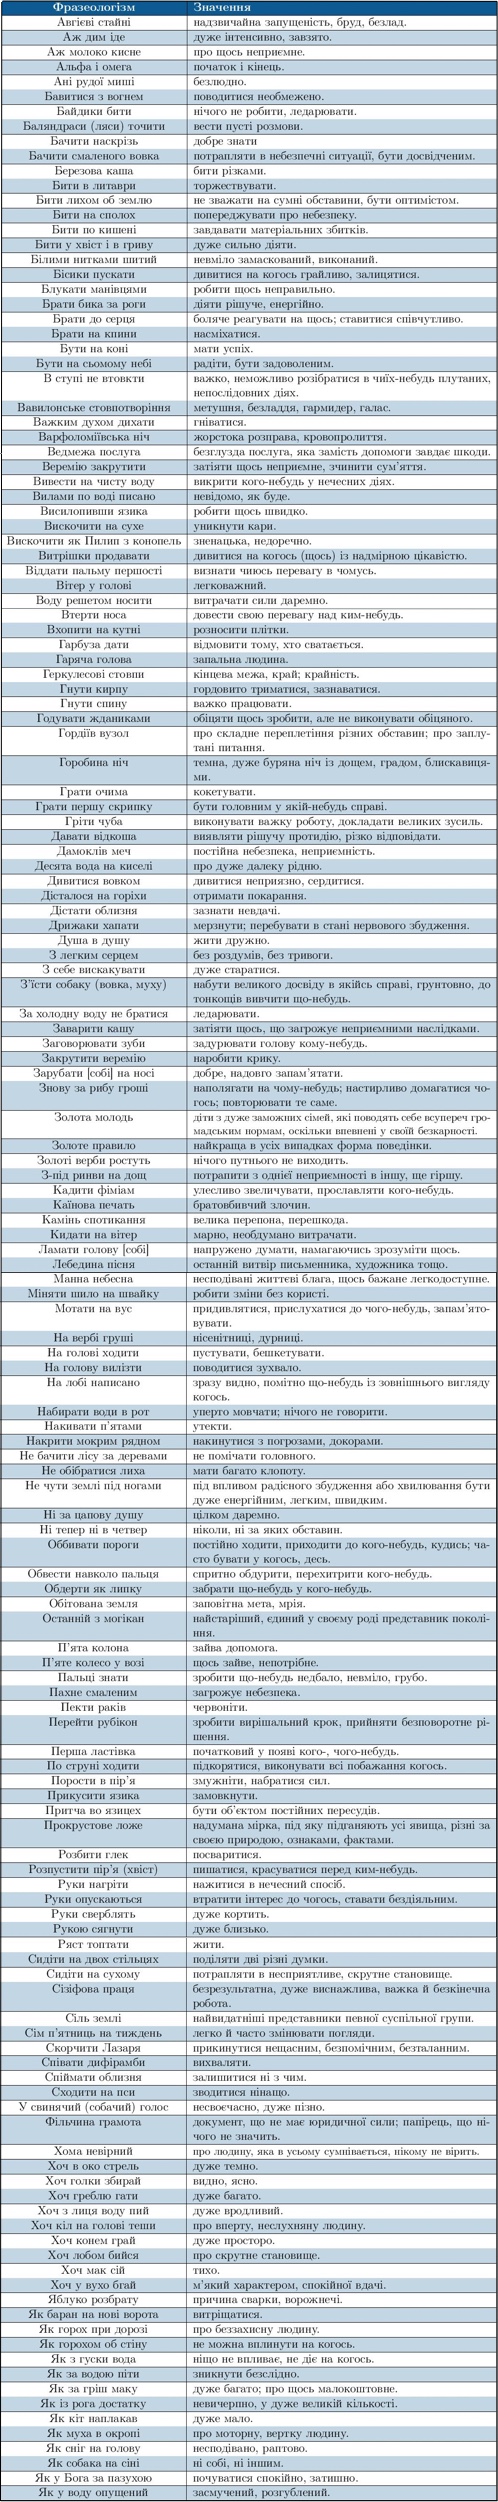 Фразеологізм Значення
Авгієві стайні надзвичайна запущеність, бруд, безлад.
Аж дим іде дуже інтенсивно, завзято.
Аж молоко кисне про щось неприємне.
Альфа і омега початок і кінець.
Ані рудої миші безлюдно.
Бавитися з вогнем поводитися необмежено.
Байдики бити нічого не робити, ледарювати.
Баляндраси (ляси) точити вести пусті розмови.
Бачити наскрізь добре знати
Бачити смаленого вовка потрапляти в небезпечні ситуації, бути досвідченим.
Березова каша бити різками.
Бити в литаври торжествувати.
Бити лихом об землю не зважати на сумні обставини, бути оптимістом.
Бити на сполох попереджувати про небезпеку.
Бити по кишені завдавати матеріальних збитків.
Бити у хвіст і в гриву дуже сильно діяти.
Білими нитками шитий невміло замаскований, виконаний.
Бісики пускати дивитися на когось грайливо, залицятися.
Блукати манівцями робити щось неправильно.
Брати бика за роги діяти рішуче, енергійно.
Брати до серця боляче реагувати на щось; ставитися співчутливо.
Брати на кпини насміхатися.
Бути на коні мати успіх.
Бути на сьомому небі радіти, бути задоволеним.
В ступі не втовкти важко, неможливо розібратися в чиїх-небудь плутаних,
непослідовних діях.
Вавилонське стовпотворіння метушня, безладдя, гармидер, галас.
Важким духом дихати гніватися.
Варфоломіївська ніч жорстока розправа, кровопролиття.
Ведмежа послуга безглузда послуга, яка замість допомоги завдає шкоди.
Веремію закрутити затіяти щось неприємне, зчинити сум'яття.
Вивести на чисту воду викрити кого-небудь у нечесних діях.
Вилами по воді писано невідомо, як буде.
Висилопивши язика робити щось швидко.
Вискочити на сухе уникнути кари.
Вискочити як Пилип з конопель зненацька, недоречно.
Витрішки продавати дивитися на когось (щось) із надмірною цікавістю.
Віддати пальму першості визнати чиюсь перевагу в чомусь.
Вітер у голові легковажний.
Воду решетом носити витрачати сили даремно.
Втерти носа довести свою перевагу над ким-небудь.
Вхопити на кутні розносити плітки.
Гарбуза дати відмовити тому, хто сватається.
Гаряча голова запальна людина.
Геркулесові стовпи кінцева межа, край; крайність.
Гнути кирпу гордовито триматися, зазнаватися.
Гнути спину важко працювати.
Годувати жданиками обіцяти щось зробити, але не виконувати обіцяного.
Гордіїв вузол про складне переплетіння різних обставин; про заплу-
тані питання.
Горобина ніч темна, дуже буряна ніч із дощем, градом, блискавиця-
ми.
Грати очима кокетувати.
Грати першу скрипку бути головним у якій-небудь справі.
Гріти чуба виконувати важку роботу, докладати великих зусиль.
Давати відкоша виявляти рішучу протидію, різко відповідати.
Дамоклів меч постійна небезпека, неприємність.
Десята вода на киселі про дуже далеку рідню.
Дивитися вовком дивитися неприязно, сердитися.
Дісталося на горіхи отримати покарання.
Дістати облизня зазнати невдачі.
Дрижаки хапати мерзнути; перебувати в стані нервового збудження.
Душа в душу жити дружно.
З легким серцем без роздумів, без тривоги.
З себе вискакувати дуже старатися.
З'їсти собаку (вовка, муху) набути великого досвіду в якійсь справі, ґрунтовно, до
тонкощів вивчити що-небудь.
За холодну воду не братися ледарювати.
Заварити кашу затіяти щось, що загрожує неприємними наслідками.
Заговорювати зуби задурювати голову кому-небудь.
Закрутити веремію наробити крику.
Зарубати [собі] на носі добре, надовго запам'ятати.
Знову за рибу гроші наполягати на чому-небудь; настирливо домагатися чо-
гось; повторювати те саме.
Золота молодь діти з дуже заможних сімей, які поводять себе всупереч гро-
мадським нормам, оскільки впевнені у своїй безкарності.
Золоте правило найкраща в усіх випадках форма поведінки.
Золоті верби ростуть нічого путнього не виходить.
З-під ринви на дощ потрапити з однієї неприємності в іншу, ще гіршу.
Кадити фіміам улесливо звеличувати, прославляти кого-небудь.
Каїнова печать братовбивчий злочин.
Камінь спотикання велика перепона, перешкода.
Кидати на вітер марно, необдумано витрачати.
Ламати голову [собі] напружено думати, намагаючись зрозуміти щось.
Лебедина пісня останній витвір письменника, художника тощо.
Манна небесна несподівані життєві блага, щось бажане легкодоступне.
Міняти шило на швайку робити зміни без користі.
Мотати на вус придивлятися, прислухатися до чого-небудь, запам'ято-
вувати.
На вербі груші нісенітниці, дурниці.
На голові ходити пустувати, бешкетувати.
На голову вилізти поводитися зухвало.
На лобі написано зразу видно, помітно що-небудь із зовнішнього вигляду
когось.
Набирати води в рот уперто мовчати; нічого не говорити.
Накивати п'ятами утекти.
Накрити мокрим рядном накинутися з погрозами, докорами.
Не бачити лісу за деревами не помічати головного.
Не обібратися лиха мати багато клопоту.
Не чути землі під ногами під впливом радісного збудження або хвилювання бути
дуже енергійним, легким, швидким.
Ні за цапову душу цілком даремно.
Ні тепер ні в четвер ніколи, ні за яких обставин.
Оббивати пороги постійно ходити, приходити до кого-небудь, кудись; ча-
сто бувати у когось, десь.
Обвести навколо пальця спритно обдурити, перехитрити кого-небудь.
Обдерти як липку забрати що-небудь у кого-небудь.
Обітована земля заповітна мета, мрія.
Останній з могікан найстаріший, єдиний у своєму роді представник поколі-
ння.
П'ята колона зайва допомога.
П'яте колесо у возі щось зайве, непотрібне.
Пальці знати зробити що-небудь недбало, невміло, грубо.
Пахне смаленим загрожує небезпека.
Пекти раків червоніти.
Перейти рубікон зробити вирішальний крок, прийняти безповоротне рі-
шення.
Перша ластівка початковий у появі кого-, чого-небудь.
По струні ходити підкорятися, виконувати всі побажання когось.
Порости в пір'я змужніти, набратися сил.
Прикусити язика замовкнути.
Притча во язицех бути об'єктом постійних пересудів.
Прокрустове ложе надумана мірка, під яку підганяють усі явища, різні за
своєю природою, ознаками, фактами.
Розбити глек посваритися.
Розпустити пір'я (хвіст) пишатися, красуватися перед ким-небудь.
Руки нагріти нажитися в нечесний спосіб.
Руки опускаються втратити інтерес до чогось, ставати бездіяльним.
Руки сверблять дуже кортить.
Рукою сягнути дуже близько.
Ряст топтати жити.
Сидіти на двох стільцях поділяти дві різні думки.
Сидіти на сухому потрапляти в несприятливе, скрутне становище.
Сізіфова праця безрезультатна, дуже виснажлива, важка й безкінечна
робота.
Сіль землі найвидатніші представники певної суспільної групи.
Сім п'ятниць на тиждень легко й часто змінювати погляди.
Скорчити Лазаря прикинутися нещасним, безпомічним, безталанним.
Співати дифірамби вихваляти.
Спіймати облизня залишитися ні з чим.
Сходити на пси зводитися нінащо.
У свинячий (собачий) голос несвоєчасно, дуже пізно.
Фільчина грамота документ, що не має юридичної сили; папірець, що ні-
чого не значить.
Хома невірний про людину, яка в усьому сумнівається, нікому не вірить.
Хоч в око стрель дуже темно.
Хоч голки збирай видно, ясно.
Хоч греблю гати дуже багато.
Хоч з лиця воду пий дуже вродливий.
Хоч кіл на голові теши про вперту, неслухняну людину.
Хоч конем грай дуже просторо.
Хоч лобом бийся про скрутне становище.
Хоч мак сій тихо.
Хоч у вухо бгай м'який характером, спокійної вдачі.
Яблуко розбрату причина сварки, ворожнечі.
Як баран на нові ворота витріщатися.
Як горох при дорозі про беззахисну людину.
Як горохом об стіну не можна вплинути на когось.
Як з гуски вода ніщо не впливає, не діє на когось.
Як за водою піти зникнути безслідно.
Як за гріш маку дуже багато; про щось малокоштовне.
Як із рога достатку невичерпно, у дуже великій кількості.
Як кіт наплакав дуже мало.
Як муха в окропі про моторну, вертку людину.
Як сніг на голову несподівано, раптово.
Як собака на сіні ні собі, ні іншим.
Як у Бога за пазухою почуватися спокійно, затишно.
Як у воду опущений засмучений, розгублений.